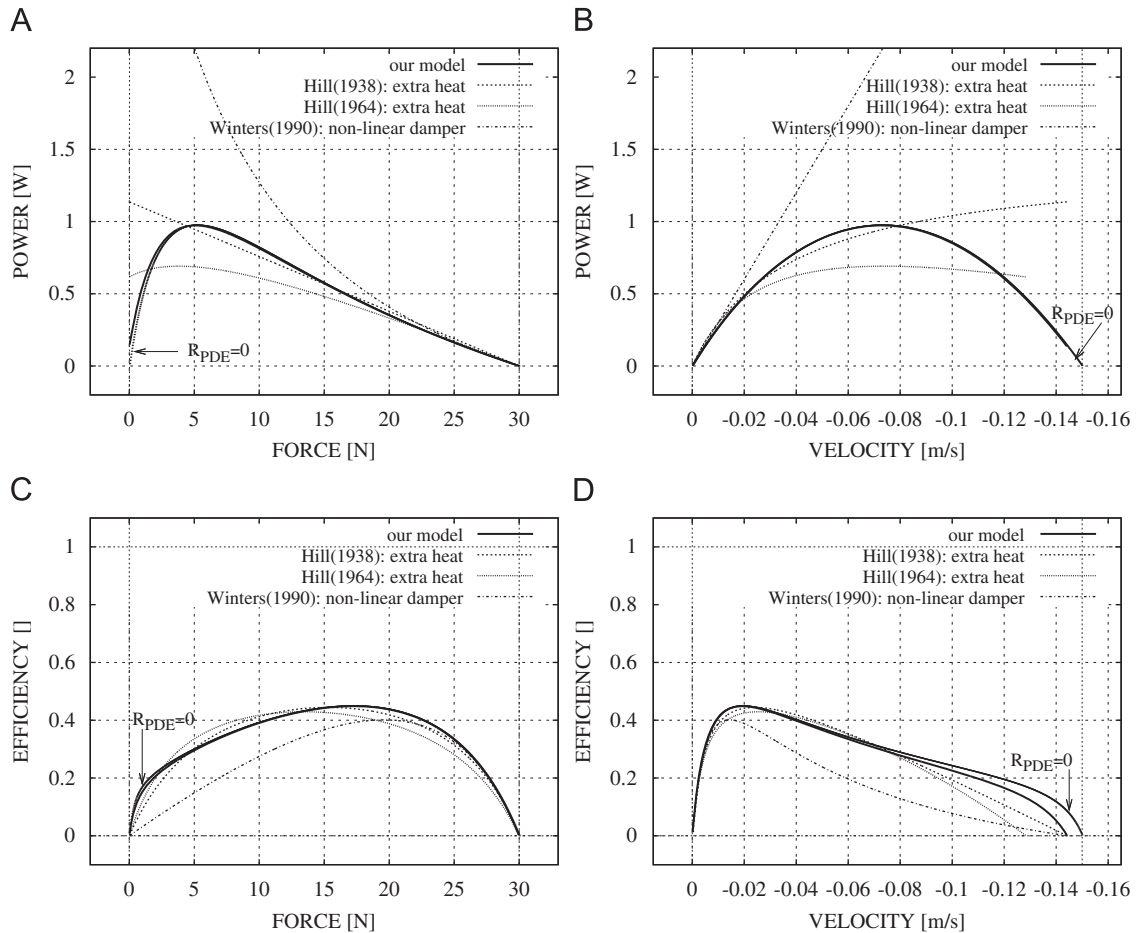 A
POWER [W]
2
1.5
1
0.5
0
our model
Hill(1938): extra heat
Hill(1964): extra heat
Winters(1990): non-linear damper
R_PDE=0
0 5 10 15 20 25 30
FORCE [N]
B
POWER [W]
2
1.5
1
0.5
0
our model
Hill(1938): extra heat
Hill(1964): extra heat
Winters(1990): non-linear damper
R_PDE=0
0 -0.02 -0.04 -0.06 -0.08 -0.1 -0.12 -0.14 -0.16
VELOCITY [m/s]
C
EFFICIENCY []
1
0.8
0.6
0.4
0.2
0
our model
Hill(1938): extra heat
Hill(1964): extra heat
Winters(1990): non-linear damper
R_PDE=0
0 5 10 15 20 25 30
FORCE [N]
D
EFFICIENCY []
1
0.8
0.6
0.4
0.2
0
our model
Hill(1938): extra heat
Hill(1964): extra heat
Winters(1990): non-linear damper
R_PDE=0
0 -0.02 -0.04 -0.06 -0.08 -0.1 -0.12 -0.14 -0.16
VELOCITY [m/s]